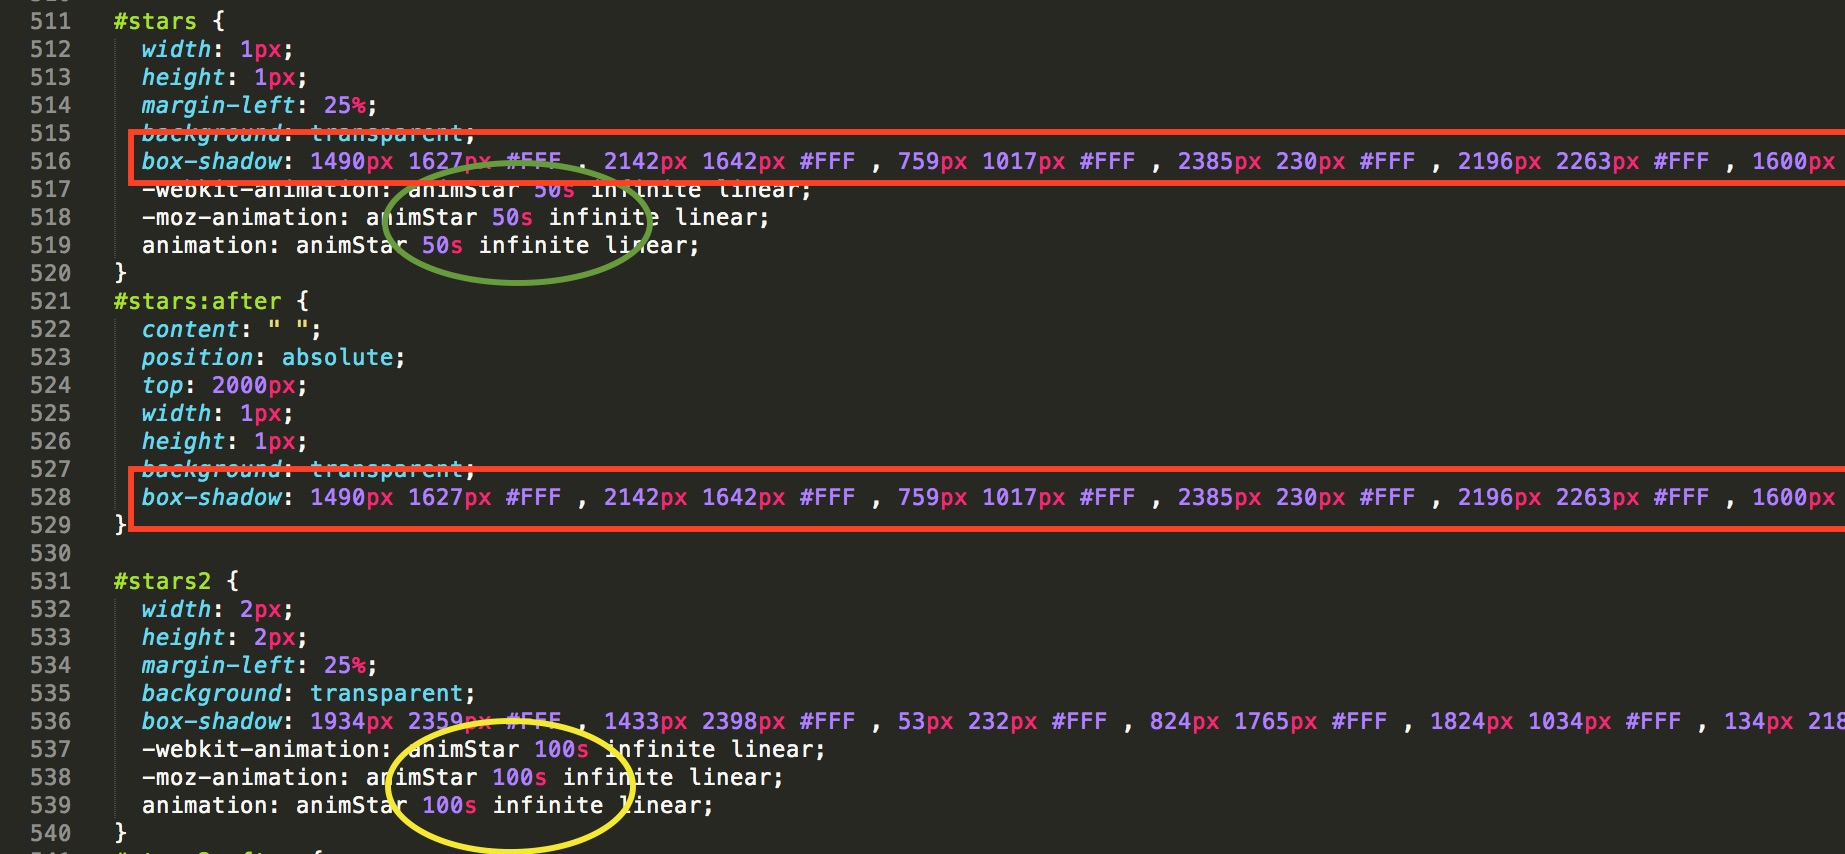 511 #stars {
512 width: 1px;
513 height: 1px;
514 margin-left: 25%;
515 background: transparent;
516 box-shadow: 1490px 1627px #FFF , 2142px 1642px #FFF , 759px 1017px #FFF , 2385px 230px #FFF , 2196px 2263px #FFF , 1600px
517 -webkit-animation: animStar 50s infinite linear;
518 -moz-animation: animStar 50s infinite linear;
519 animation: animStar 50s infinite linear;
520 }
521 #stars:after {
522 content: " ";
523 position: absolute;
524 top: 2000px;
525 width: 1px;
526 height: 1px;
527 background: transparent;
528 box-shadow: 1490px 1627px #FFF , 2142px 1642px #FFF , 759px 1017px #FFF , 2385px 230px #FFF , 2196px 2263px #FFF , 1600px
529 }
530
531 #stars2 {
532 width: 2px;
533 height: 2px;
534 margin-left: 25%;
535 background: transparent;
536 box-shadow: 1934px 2359px #FFF , 1433px 2398px #FFF , 53px 232px #FFF , 824px 1765px #FFF , 1824px 1034px #FFF , 134px 218
537 -webkit-animation: animStar 100s infinite linear;
538 -moz-animation: animStar 100s infinite linear;
539 animation: animStar 100s infinite linear;
540 }